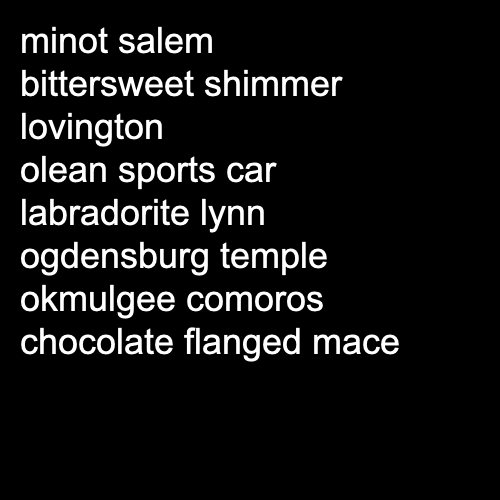 minot salem
bittersweet shimmer
lovington
olean sports car
labradorite lynn
ogdensburg temple
okmulgee comoros
chocolate flanged mace